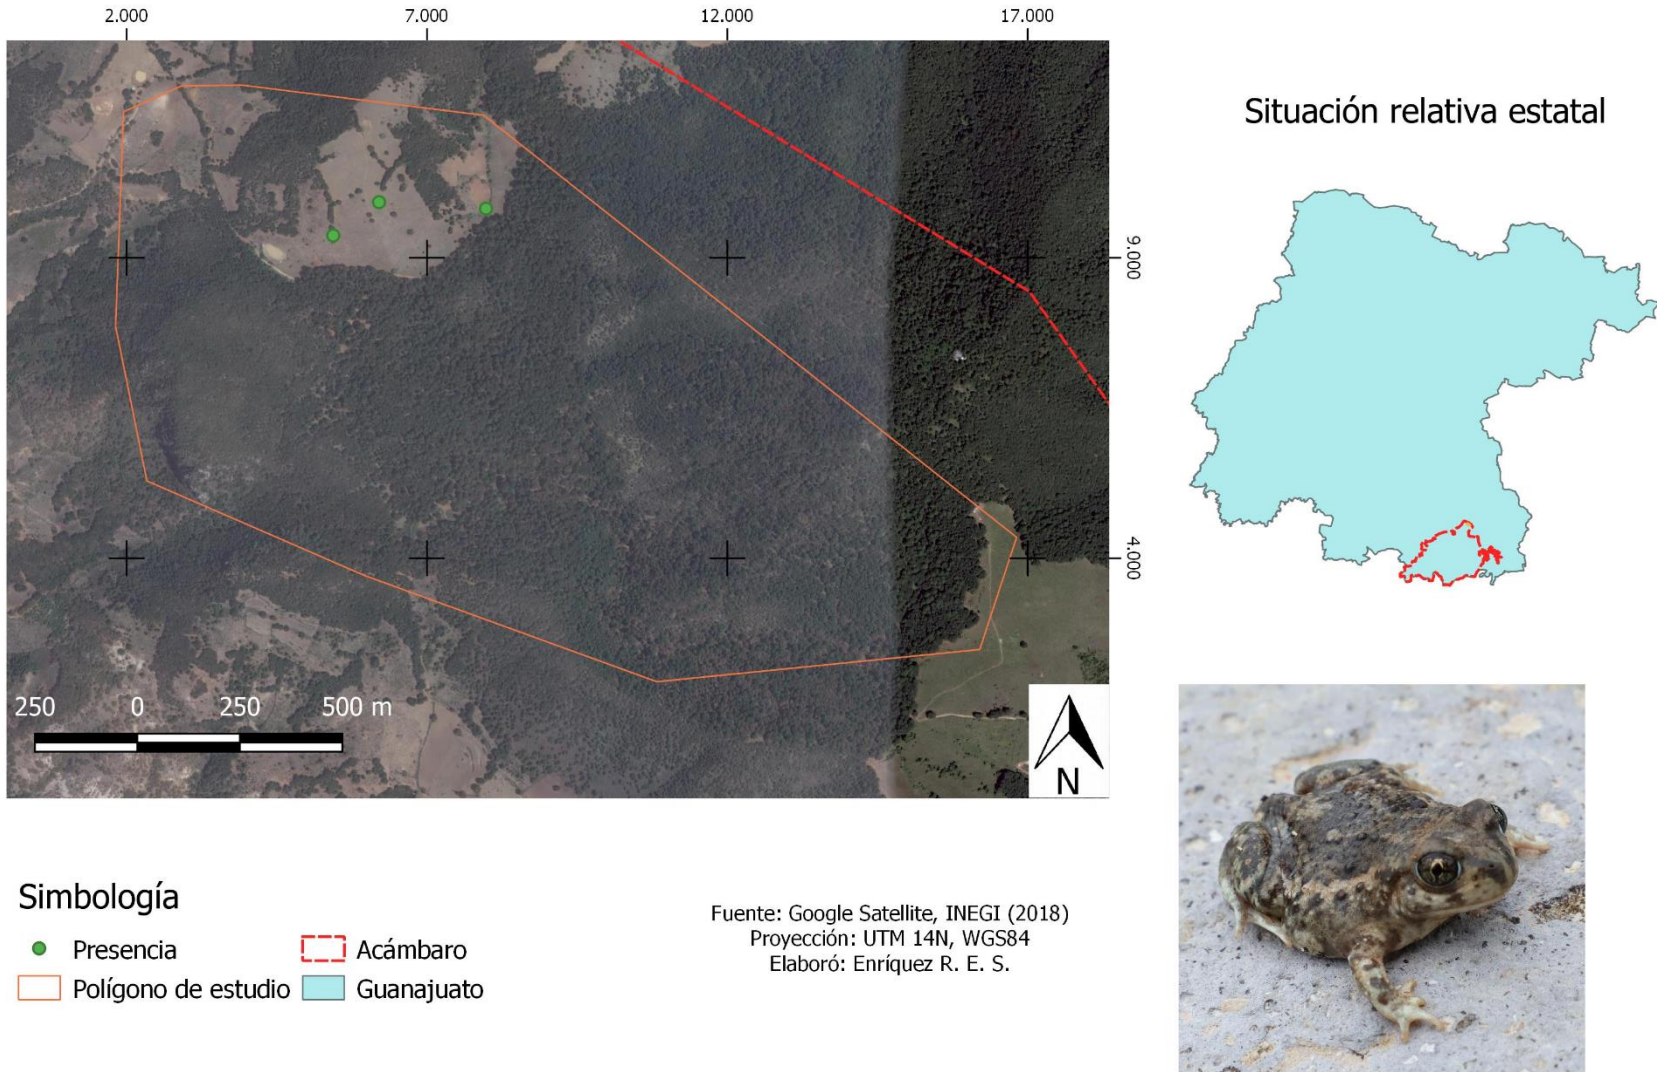 2.000 7.000 12.000 17.000
Situación relativa estatal
9.000
4.000
250 0 250 500 m
N
Simbología
Presencia
Acámbaro
Polígono de estudio
Guanajuato
Fuente: Google Satellite, INEGI (2018)
Proyección: UTM 14N, WGS84
Elaboró: Enríquez R. E. S.